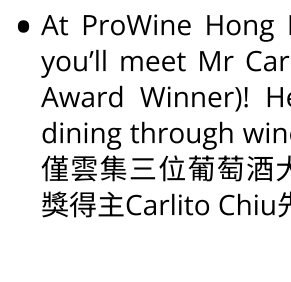 ● At ProWine Hong
you’ll meet Mr Car
Award Winner)! He
dining through win
僅雲集三位葡萄酒大
獎得主Carlito Chiu先